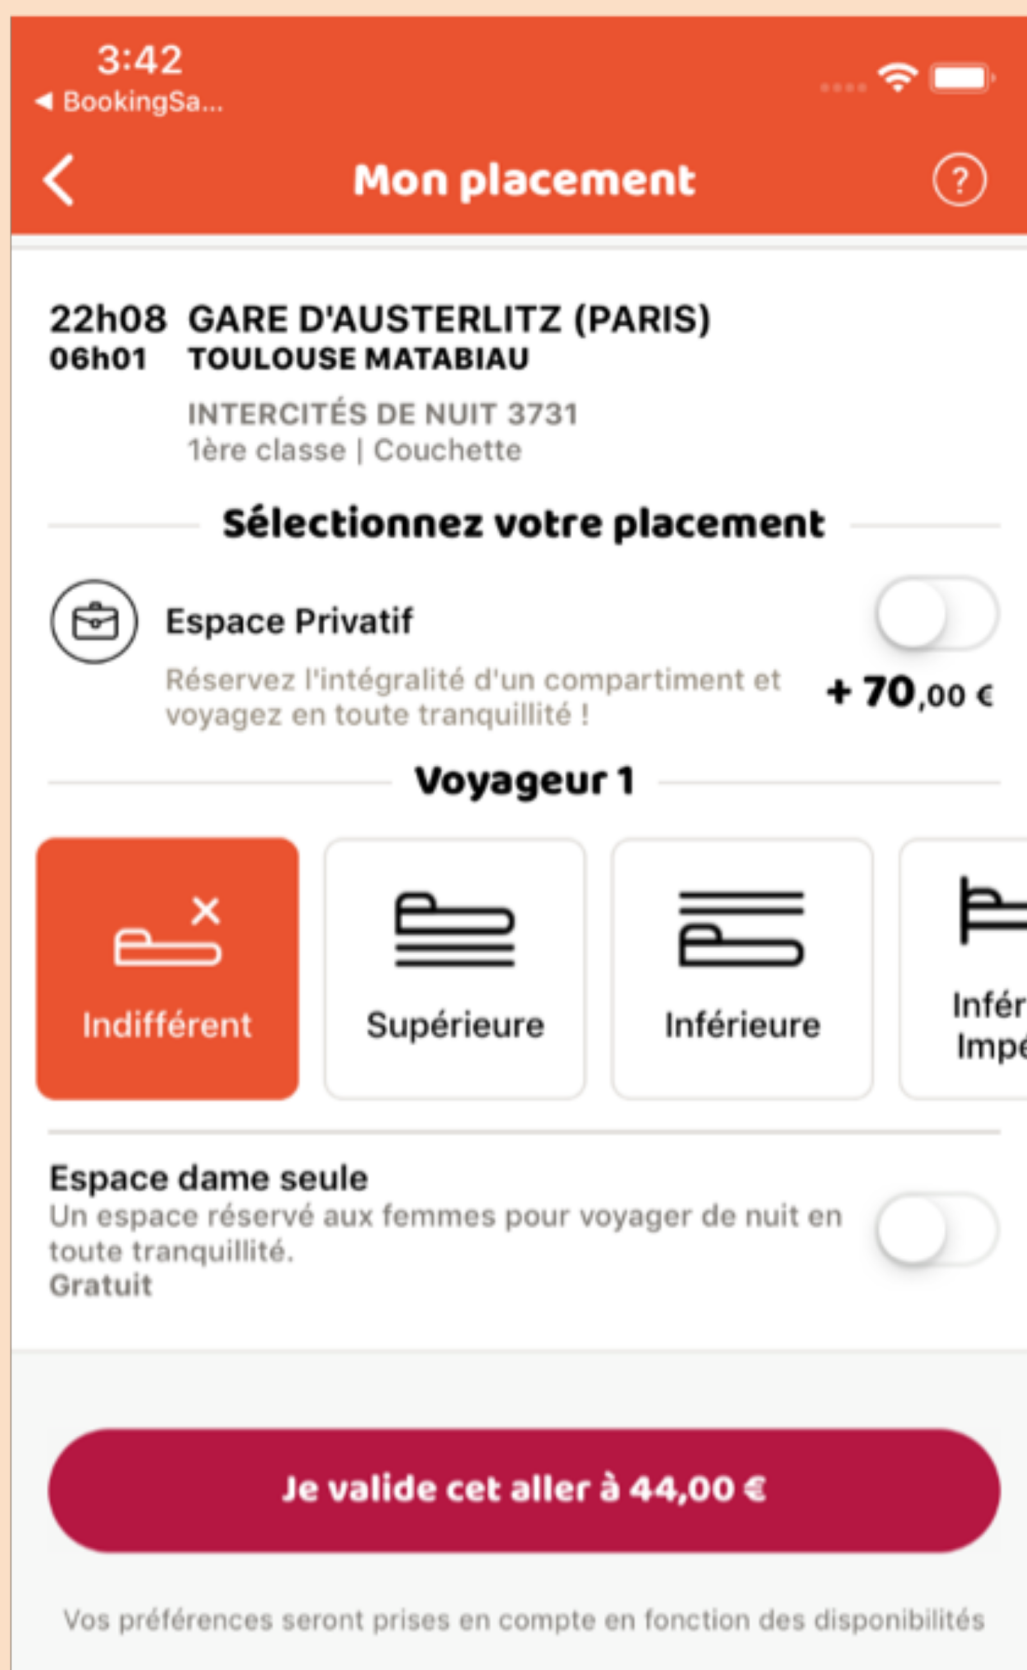 3:42
◀ BookingSa...
Mon placement
?
22h08 GARE D'AUSTERLITZ (PARIS)
06h01 TOULOUSE MATABIAU
INTERCITÉS DE NUIT 3731
1ère classe | Couchette
Sélectionnez votre placement
Espace Privatif
Réservez l'intégralité d'un compartiment et
voyagez en toute tranquillité !
+ 70,00 €
Voyageur 1
Indifférent
Supérieure
Inférieure
Infér
Impé
Espace dame seule
Un espace réservé aux femmes pour voyager de nuit en
toute tranquillité.
Gratuit
Je valide cet aller à 44,00 €
Vos préférences seront prises en compte en fonction des disponibilités